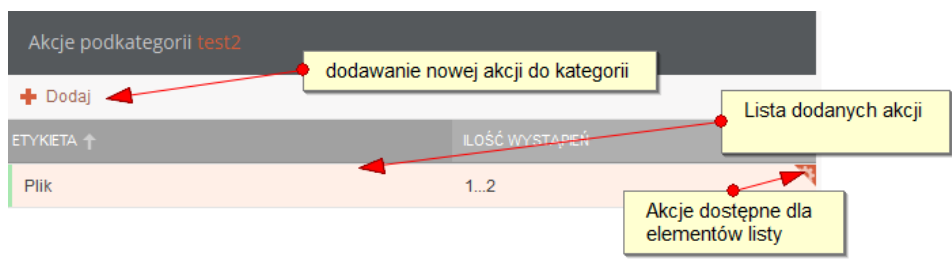 Akcje podkategorii test2
dodawanie nowej akcji do kategorii
Dodaj
Lista dodanych akcji
ETYKIETA ILOŚĆ WYSTĄPIEŃ
Plik 1...2
Akcje dostępne dla
elementów listy